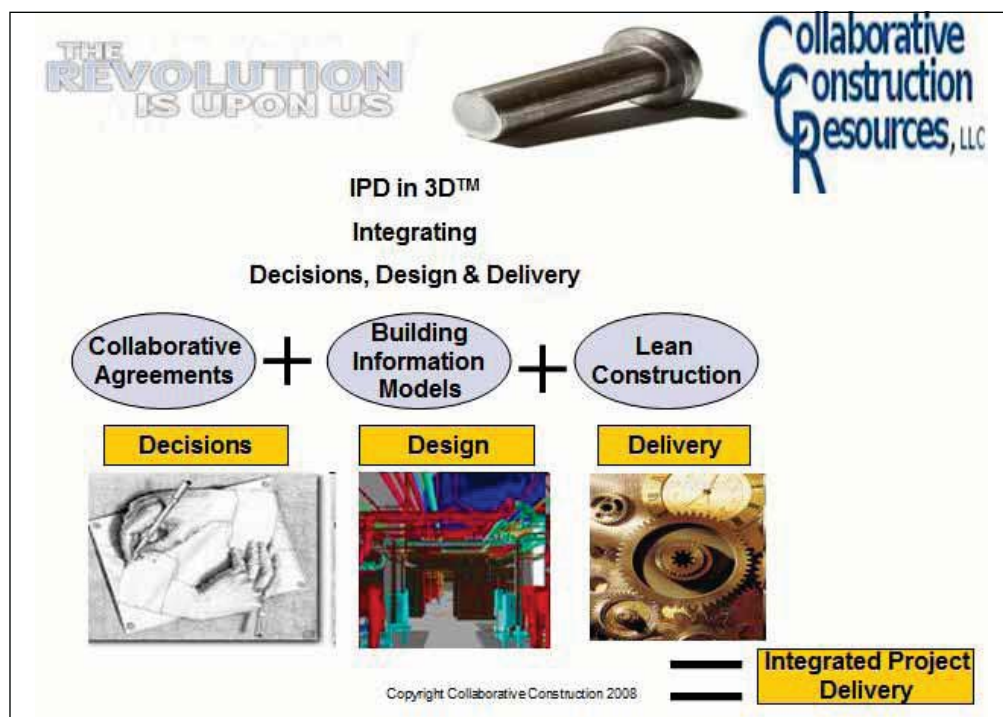 THE
REVOLUTION
IS UPON US
Collaborative
Construction
Resources, LLC
IPD in 3D™
Integrating
Decisions, Design & Delivery
Collaborative
Agreements
+
Building
Information
Models
+
Lean
Construction
Decisions
Design
Delivery
=
Integrated Project
Delivery
Copyright Collaborative Construction 2008